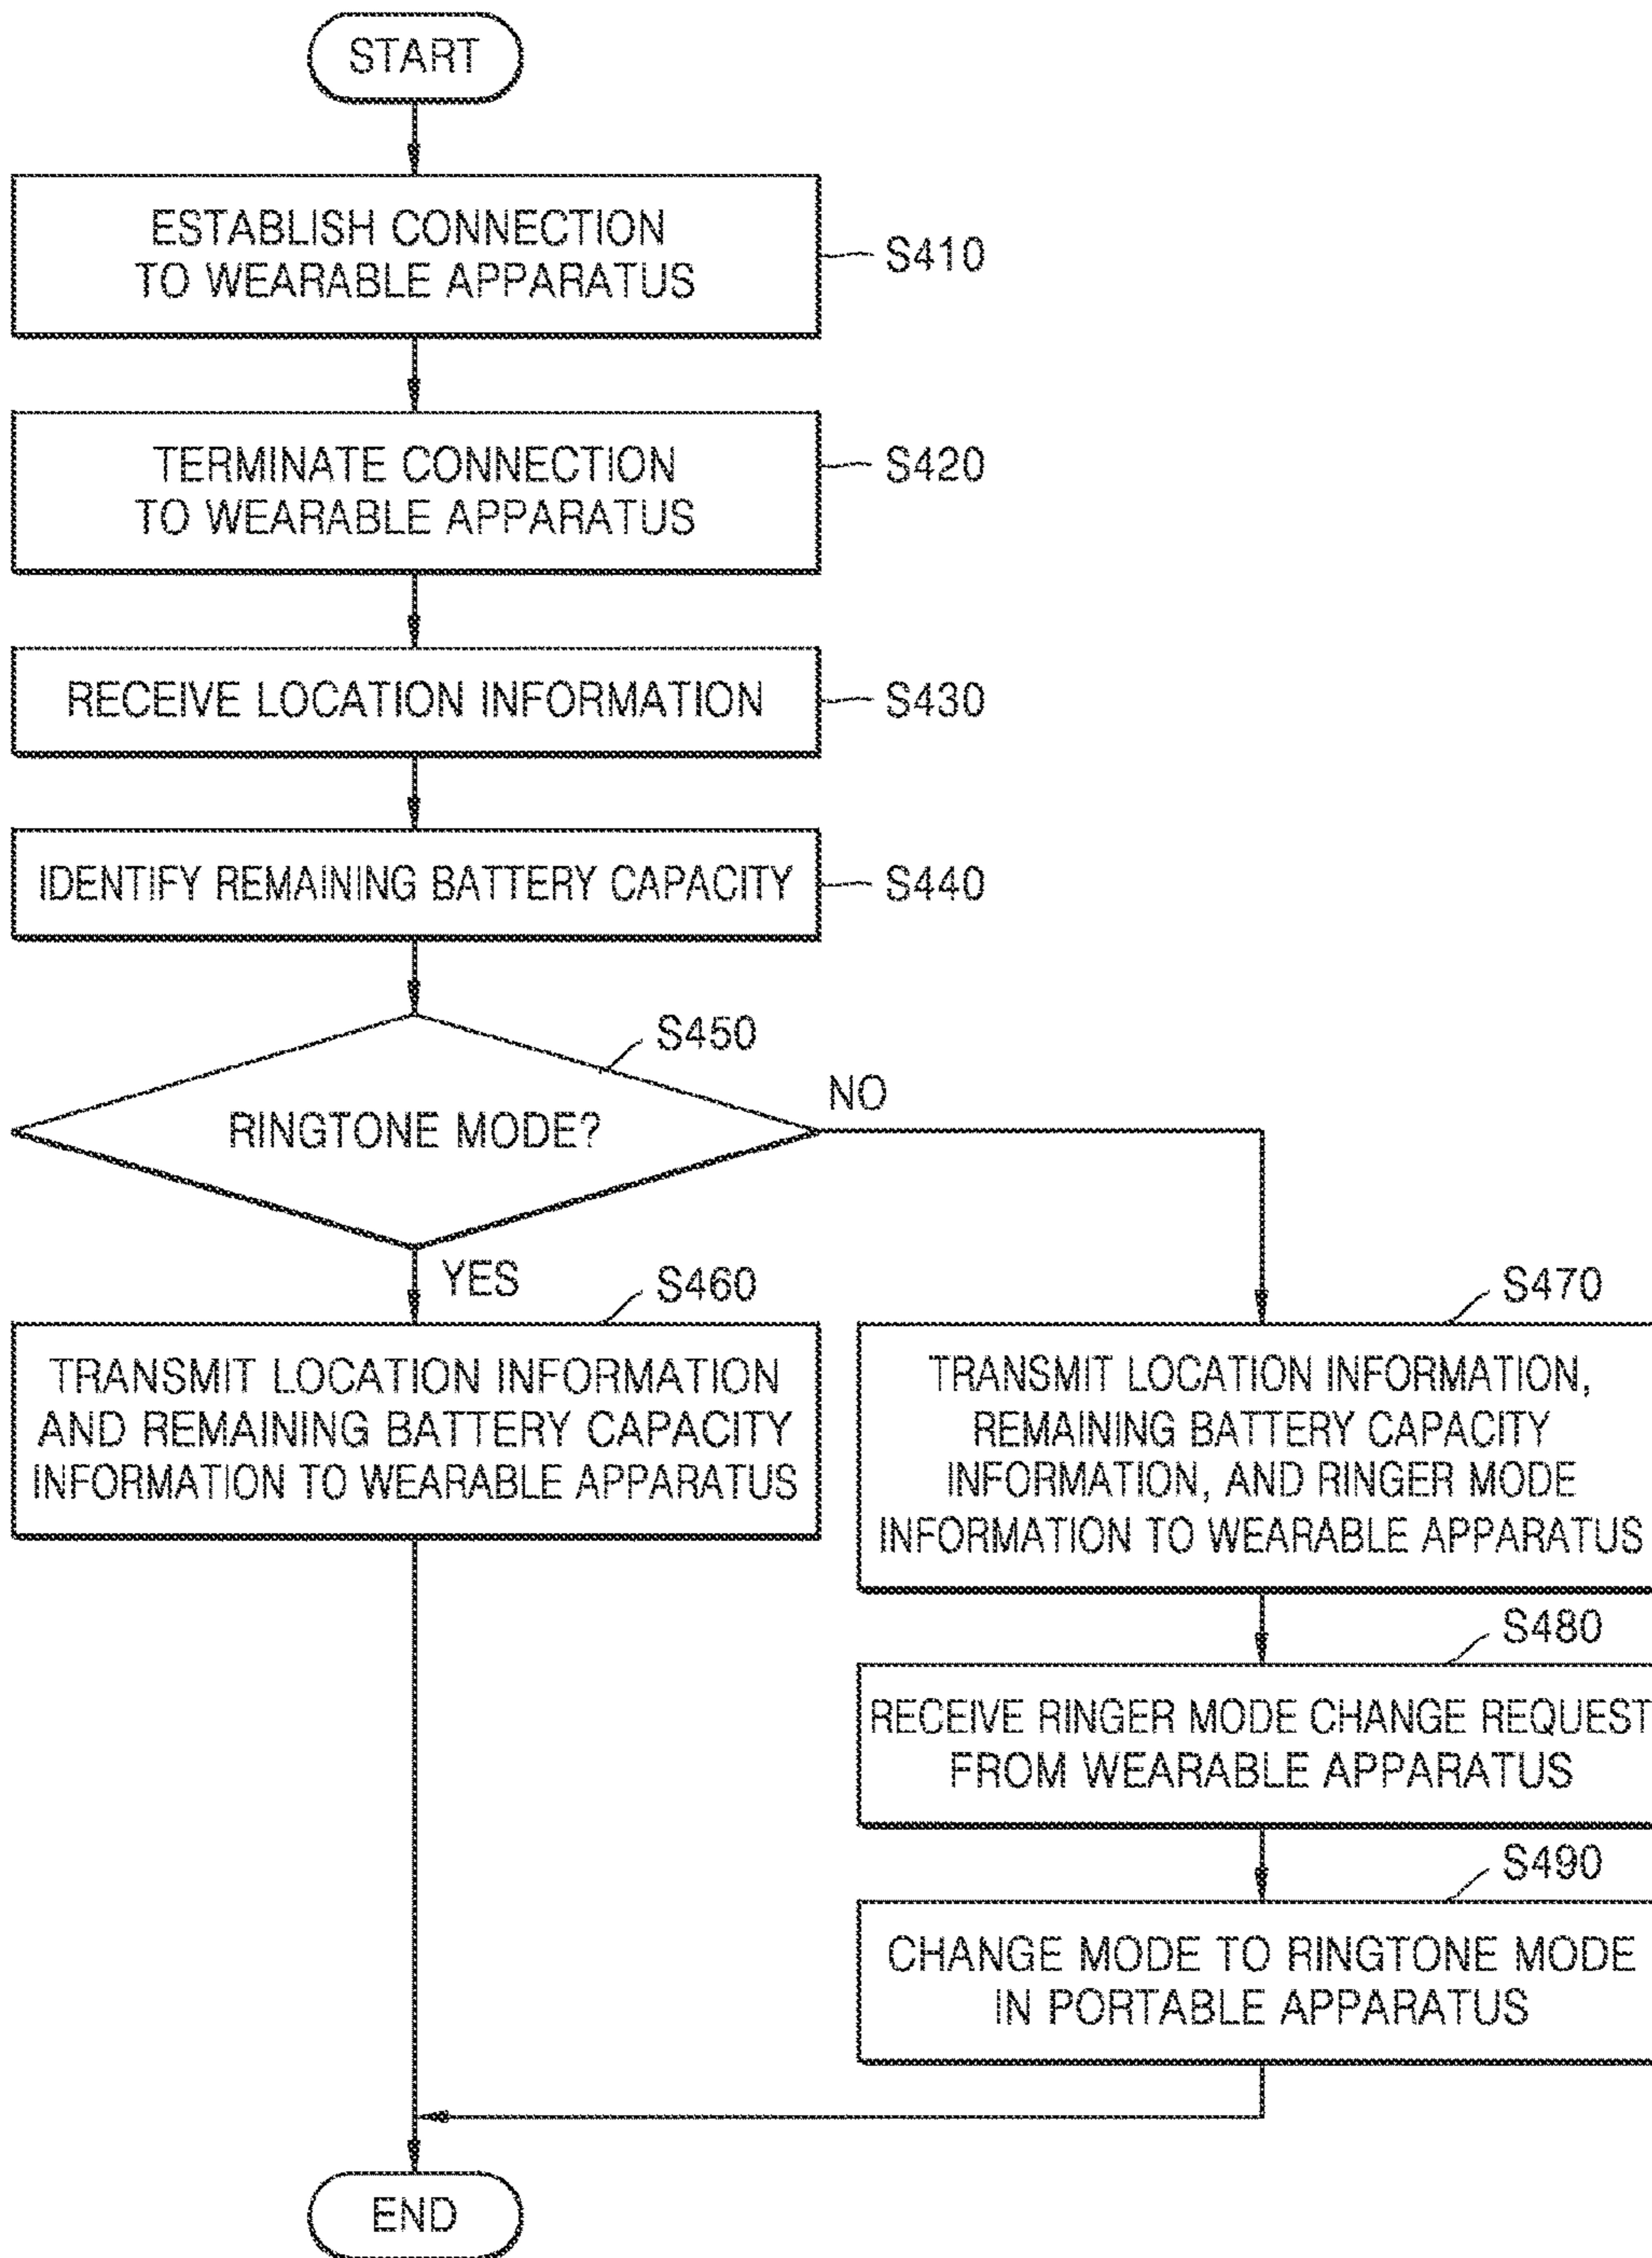 START
ESTABLISH CONNECTION
TO WEARABLE APPARATUS
S410
TERMINATE CONNECTION
TO WEARABLE APPARATUS
S420
RECEIVE LOCATION INFORMATION
S430
IDENTIFY REMAINING BATTERY CAPACITY
S440
S450
RINGTONE MODE?
NO
YES
S460
TRANSMIT LOCATION INFORMATION
AND REMAINING BATTERY CAPACITY
INFORMATION TO WEARABLE APPARATUS
S470
TRANSMIT LOCATION INFORMATION,
REMAINING BATTERY CAPACITY
INFORMATION, AND RINGER MODE
INFORMATION TO WEARABLE APPARATUS
S480
RECEIVE RINGER MODE CHANGE REQUEST
FROM WEARABLE APPARATUS
S490
CHANGE MODE TO RINGTONE MODE
IN PORTABLE APPARATUS
END